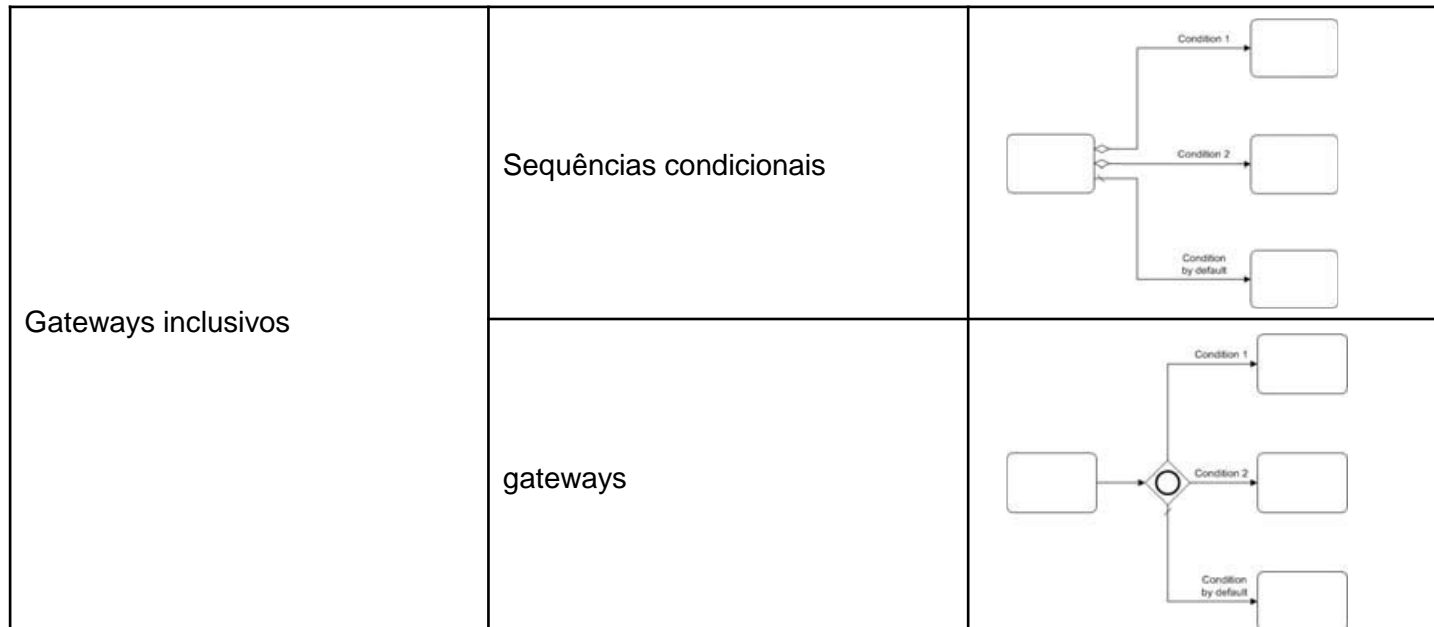 Gateways inclusivos
Sequências condicionais
Condition 1
Condition 2
Condition
by default
gateways
Condition 1
Condition 2
Condition
by default